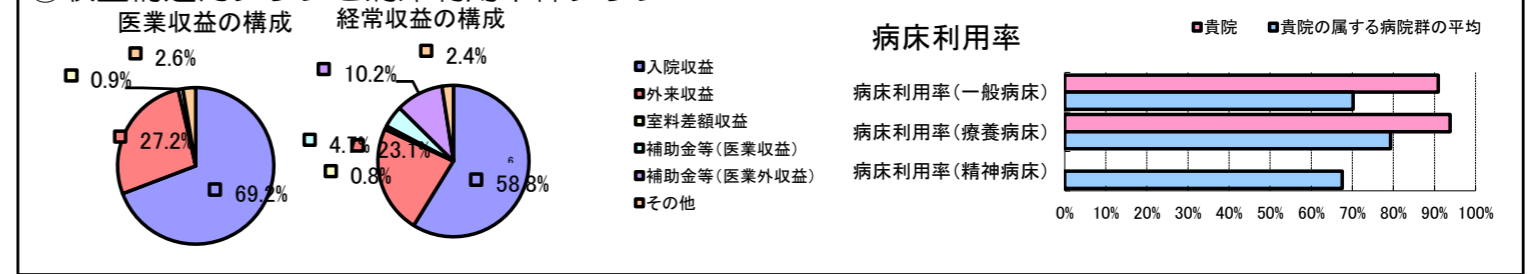 医業収益の構成
2.6%
0.9%
27.2%
69.2%
経常収益の構成
2.4%
10.2%
4.7%
23.1%
0.8%
6
58.8%
入院収益
外来収益
室料差額収益
補助金等(医業収益)
補助金等(医業外収益)
その他
病床利用率
貴院 貴院の属する病院群の平均
病床利用率(一般病床)
病床利用率(療養病床)
病床利用率(精神病床)
0% 10% 20% 30% 40% 50% 60% 70% 80% 90% 100%